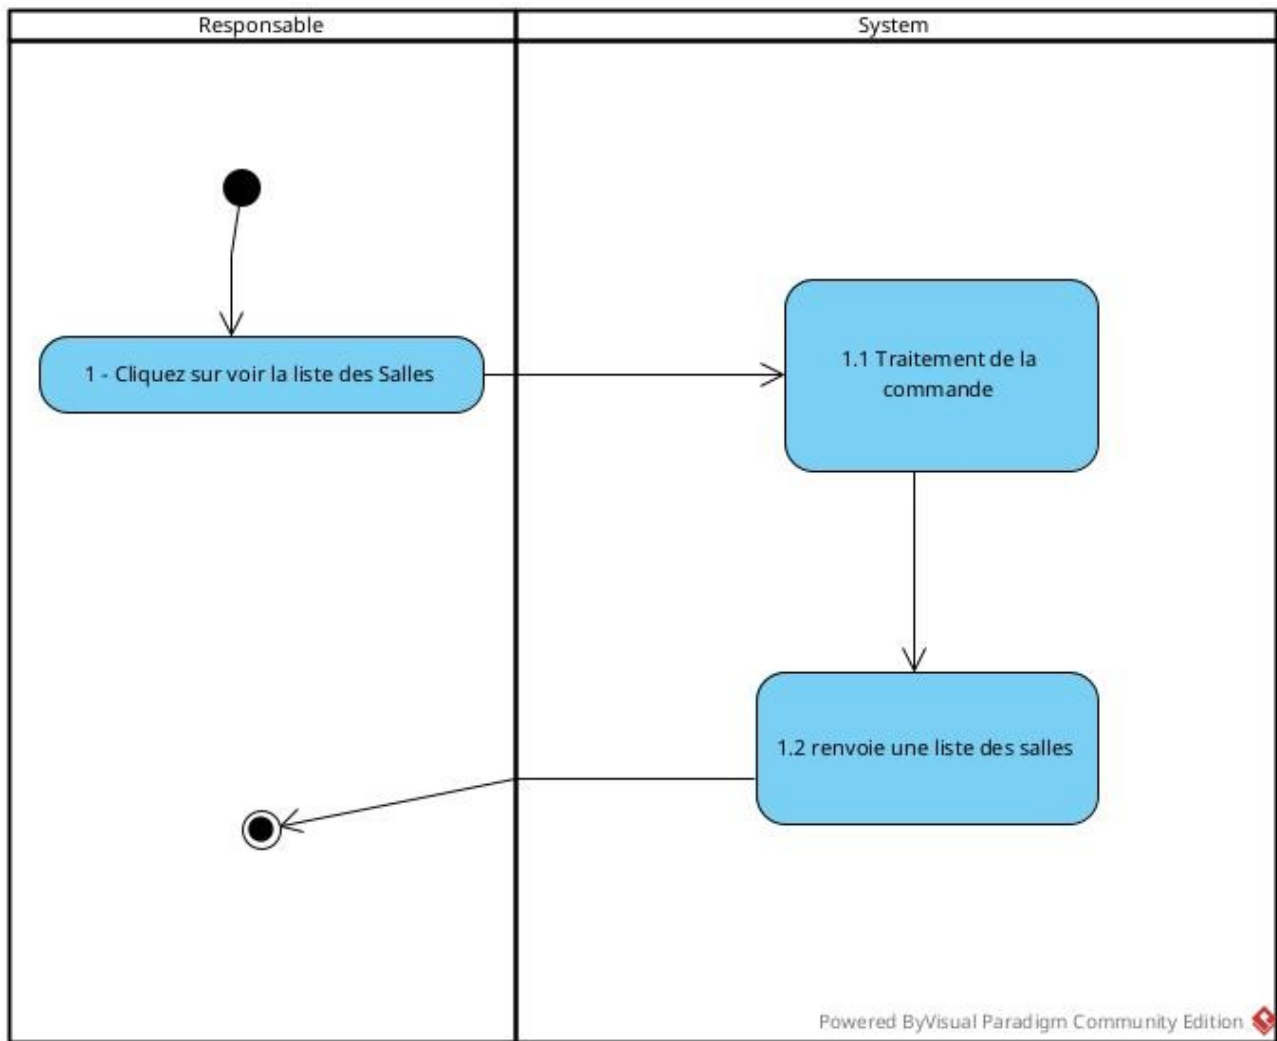 Responsable
System
1 - Cliquez sur voir la liste des Salles
1.1 Traitement de la
commande
1.2 renvoie une liste des salles
Powered ByVisual Paradigm Community Edition